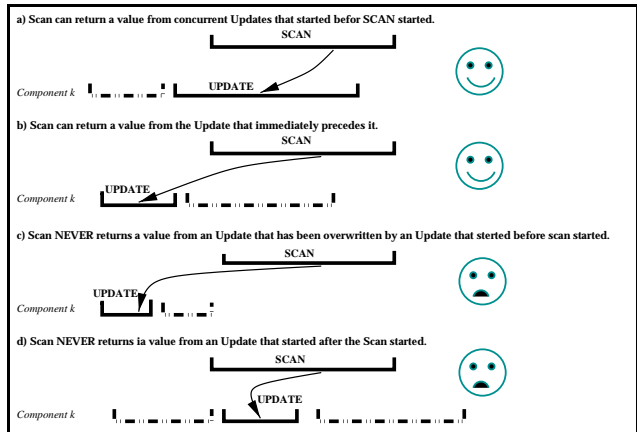 a) Scan can return a value from concurrent Updates that started befor SCAN started.
SCAN
UPDATE
Component k
b) Scan can return a value from the Update that immediately precedes it.
SCAN
UPDATE
Component k
c) Scan NEVER returns a value from an Update that has been overwritten by an Update that sterted before scan started.
SCAN
UPDATE
Component k
d) Scan NEVER returns ia value from an Update that started after the Scan started.
SCAN
UPDATE
Component k